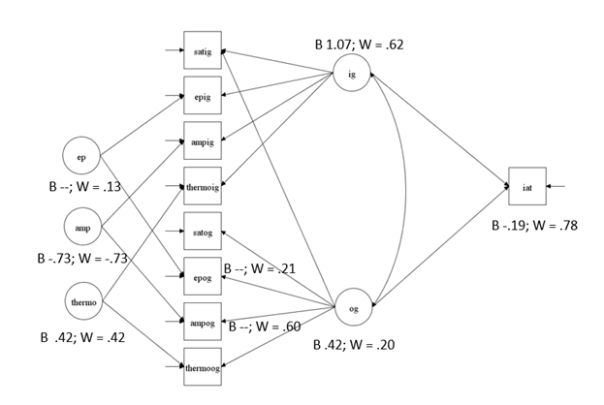 B 1.07; W = .62
satig
ig
epig
ampig
ep
B --; W = .13
thermoig
iat
B -.19; W = .78
amp
satog
B -.73; W = -.73
epog
B --; W = .21
thermo
og
ampog
B --; W = .60
B .42; W = .42
B .42; W = .20
thermoog